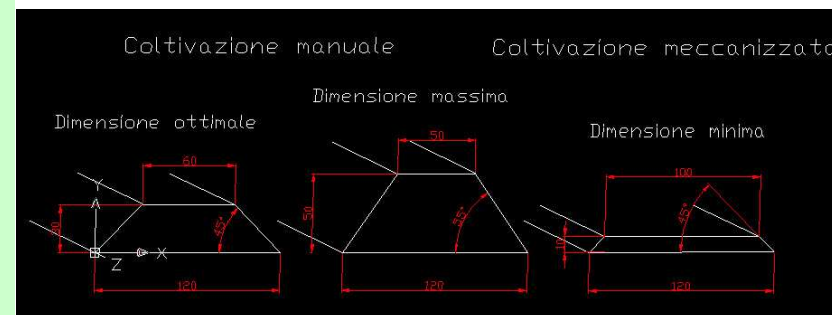 Coltivazione manuale
Coltivazione meccanizzata
Dimensione ottimale
Dimensione massima
Dimensione minima
60
Y
30
45°
Z
X
120
50
50
55°
120
100
45°
10
120